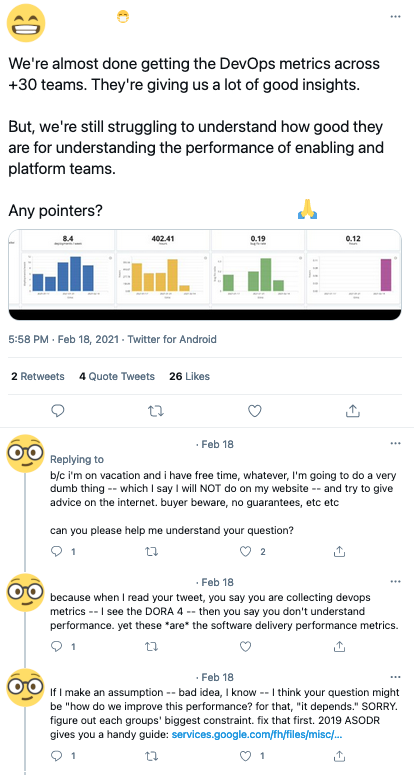 We're almost done getting the DevOps metrics across
+30 teams. They're giving us a lot of good insights.
But, we're still struggling to understand how good they
are for understanding the performance of enabling and
platform teams.
Any pointers?
8.4
402.41
0.19
0.12
5:58 PM · Feb 18, 2021 · Twitter for Android
2 Retweets 4 Quote Tweets 26 Likes
· Feb 18
Replying to
b/c i'm on vacation and i have free time, whatever, I'm going to do a very
dumb thing -- which I say I will NOT do on my website -- and try to give
advice on the internet. buyer beware, no guarantees, etc etc
can you please help me understand your question?
1 2
· Feb 18
because when I read your tweet, you say you are collecting devops
metrics -- I see the DORA 4 -- then you say you don't understand
performance. yet these *are* the software delivery performance metrics.
1
· Feb 18
If I make an assumption -- bad idea, I know -- I think your question might
be "how do we improve this performance? for that, "it depends." SORRY.
figure out each groups' biggest constraint. fix that first. 2019 ASODR
gives you a handy guide: services.google.com/fh/files/misc/...
1 1